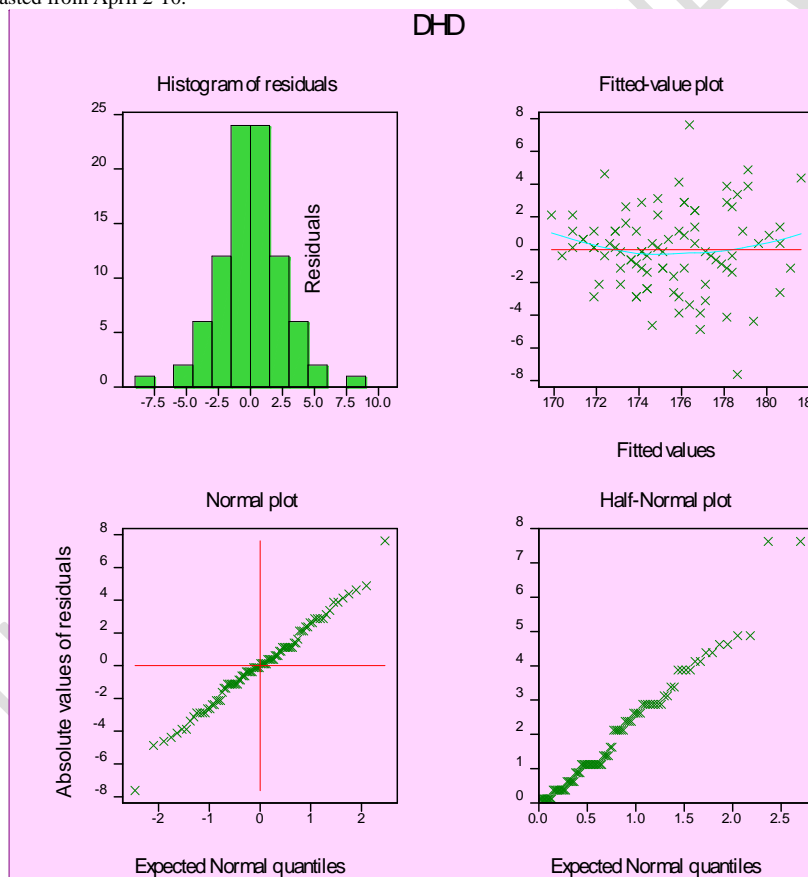 asted from April 2-16.
DHD
Histogram of residuals
25
20
15
10
5
0
Residuals
-7.5 -5.0 -2.5 0.0 2.5 5.0 7.5 10.0
Fitted-value plot
8
6
4
2
0
-2
-4
-6
-8
170 172 174 176 178 180
Fitted values
Normal plot
Absolute values of residuals
8
6
4
2
0
-2
-4
-6
-8
-2 -1 0 1 2
Expected Normal quantiles
Half-Normal plot
8
7
6
5
4
3
2
1
0
0.0 0.5 1.0 1.5 2.0 2.5
Expected Normal quantiles